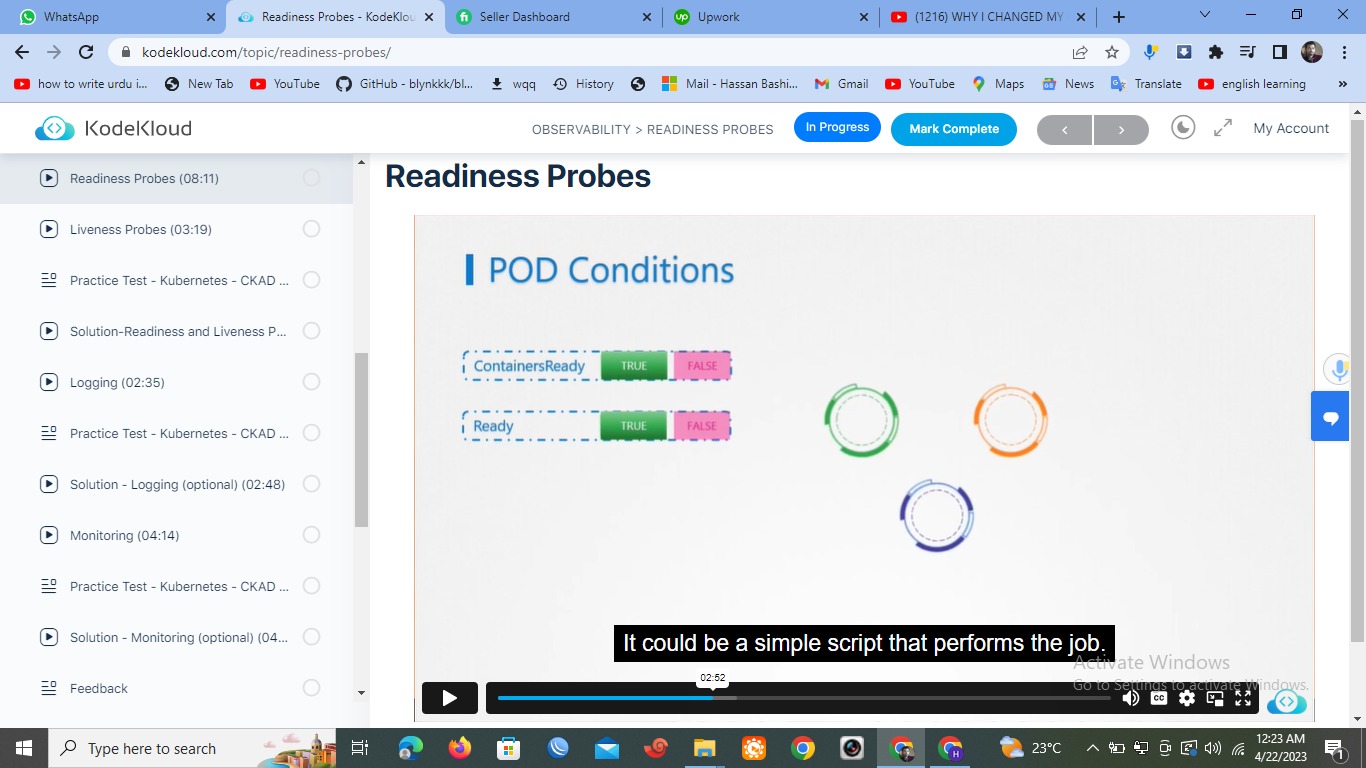 WhatsApp
Readiness Probes - KodeKlou
Seller Dashboard
Upwork
(1216) WHY I CHANGED MY
kodekloud.com/topic/readiness-probes/
how to write urdu i...
New Tab
YouTube
GitHub - blynkkk/bl...
wqq
History
Mail - Hassan Bashi...
Gmail
YouTube
Maps
News
Translate
english learning
KodeKloud
OBSERVABILITY > READINESS PROBES
In Progress
Mark Complete
My Account
Readiness Probes (08:11)
Liveness Probes (03:19)
Practice Test - Kubernetes - CKAD ...
Solution-Readiness and Liveness P...
Logging (02:35)
Practice Test - Kubernetes - CKAD ...
Solution - Logging (optional) (02:48)
Monitoring (04:14)
Practice Test - Kubernetes - CKAD ...
Solution - Monitoring (optional) (04...
Feedback
Readiness Probes
POD Conditions
ContainersReady TRUE FALSE
Ready TRUE FALSE
It could be a simple script that performs the job.
02:52
CC
Activate Windows
Go to Settings to activate Windows.
Type here to search
23°C
12:23 AM
4/22/2023